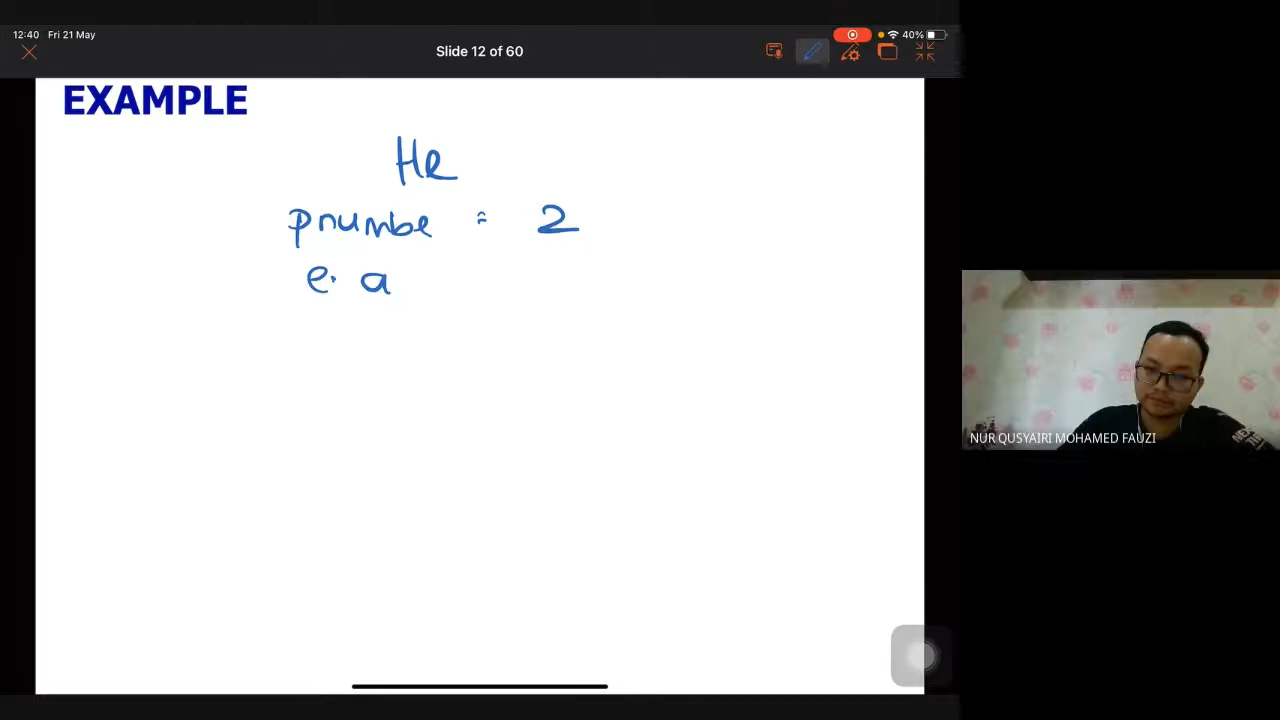 12:40 Fri 21 May
40%
Slide 12 of 60
EXAMPLE
He
pnumbe = 2
e. a
NUR QUSYAIRI MOHAMED FAUZI